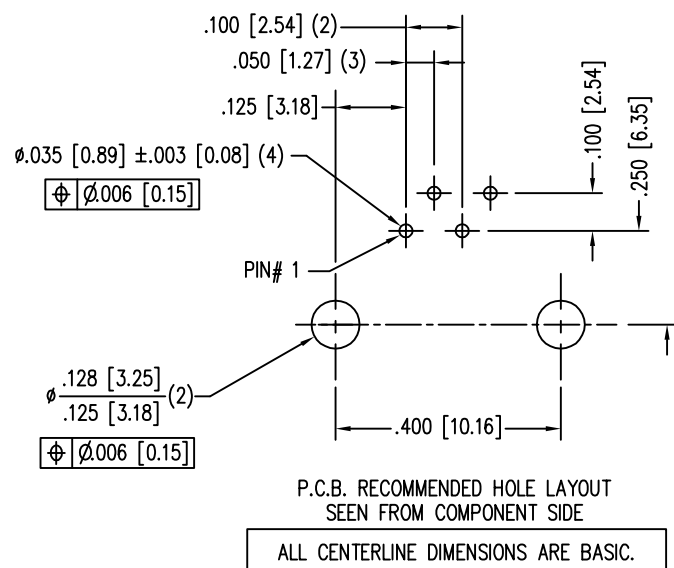 .100 [2.54] (2)
.050 [1.27] (3)
.125 [3.18]
ø.035 [0.89] ±.003 [0.08] (4)
⌖ Ø.006 [0.15]
PIN# 1
.100 [2.54]
.250 [6.35]
ø .128 [3.25]
.125 [3.18] (2)
⌖ Ø.006 [0.15]
.400 [10.16]
P.C.B. RECOMMENDED HOLE LAYOUT
SEEN FROM COMPONENT SIDE
ALL CENTERLINE DIMENSIONS ARE BASIC.